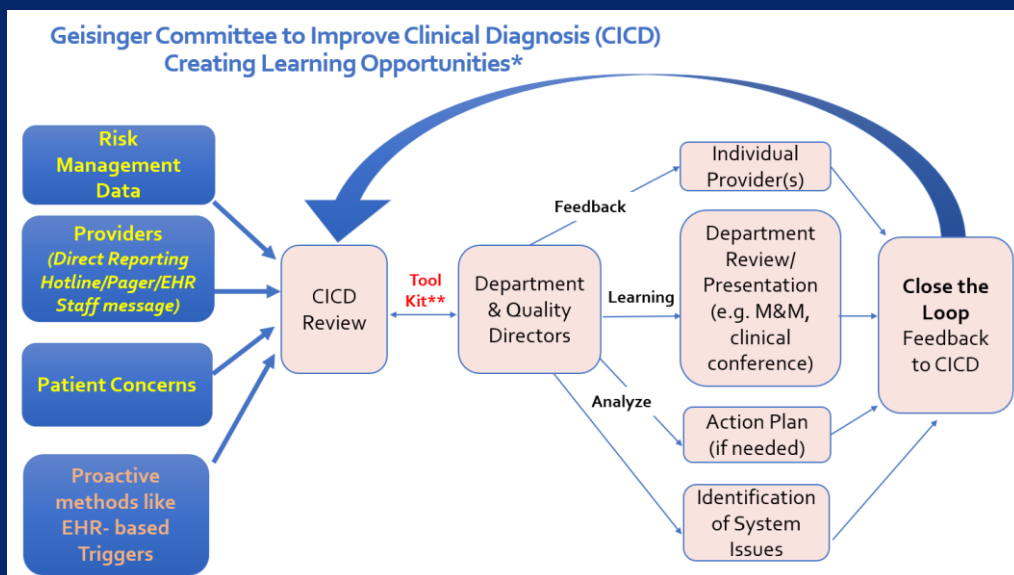 Geisinger Committee to Improve Clinical Diagnosis (CICD)
Creating Learning Opportunities*
Risk
Management
Data
Providers
(Direct Reporting
Hotline/Pager/EHR
Staff message)
Patient Concerns
Proactive
methods like
EHR- based
Triggers
CICD
Review
Tool
Kit**
Department
& Quality
Directors
Feedback
Learning
Analyze
Individual
Provider(s)
Department
Review/
Presentation
(e.g. M&M,
clinical
conference)
Action Plan
(if needed)
Identification
of System
Issues
Close the
Loop
Feedback
to CICD